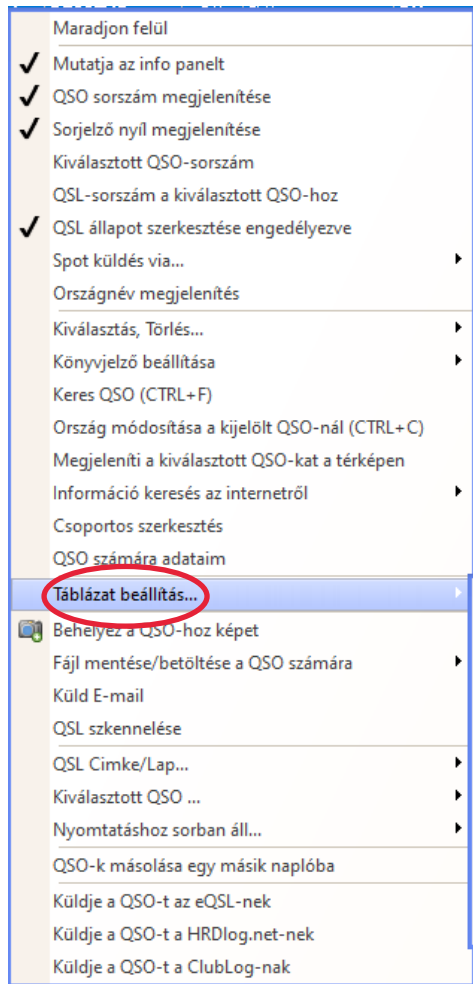 Maradjon felül
Mutatja az info panelt
QSO sorszám megjelenítése
Sorjelző nyíl megjelenítése
Kiválasztott QSO-sorszám
QSL-sorszám a kiválasztott QSO-hoz
QSL állapot szerkesztése engedélyezve
Spot küldés via...
Országnév megjelenítés
Kiválasztás, Törlés...
Könyvjelző beállítása
Keres QSO (CTRL+F)
Ország módosítása a kijelölt QSO-nál (CTRL+C)
Megjeleníti a kiválasztott QSO-kat a térképen
Információ keresés az internetről
Csoportos szerkesztés
QSO számára adataim
Táblázat beállítás...
Behelyez a QSO-hoz képet
Fájl mentése/betöltése a QSO számára
Küld E-mail
QSL szkennelése
QSL Cimke/Lap...
Kiválasztott QSO ...
Nyomtatáshoz sorban áll...
QSO-k másolása egy másik naplóba
Küldje a QSO-t az eQSL-nek
Küldje a QSO-t a HRDlog.net-nek
Küldje a QSO-t a ClubLog-nak